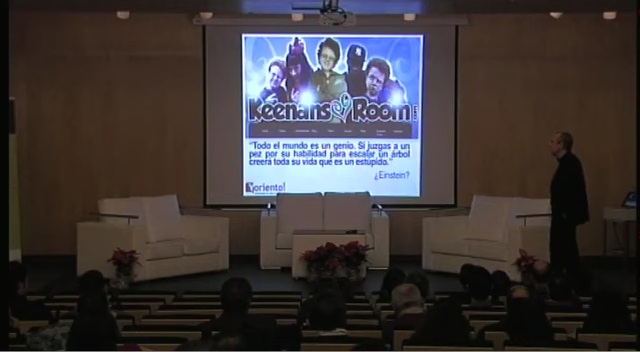 Keenans Room
"Todo el mundo es un genio. Si juzgas a un
pez por su habilidad para escalar un árbol
creerá toda su vida que es un estúpido."
¿Einstein?
Yoriento!